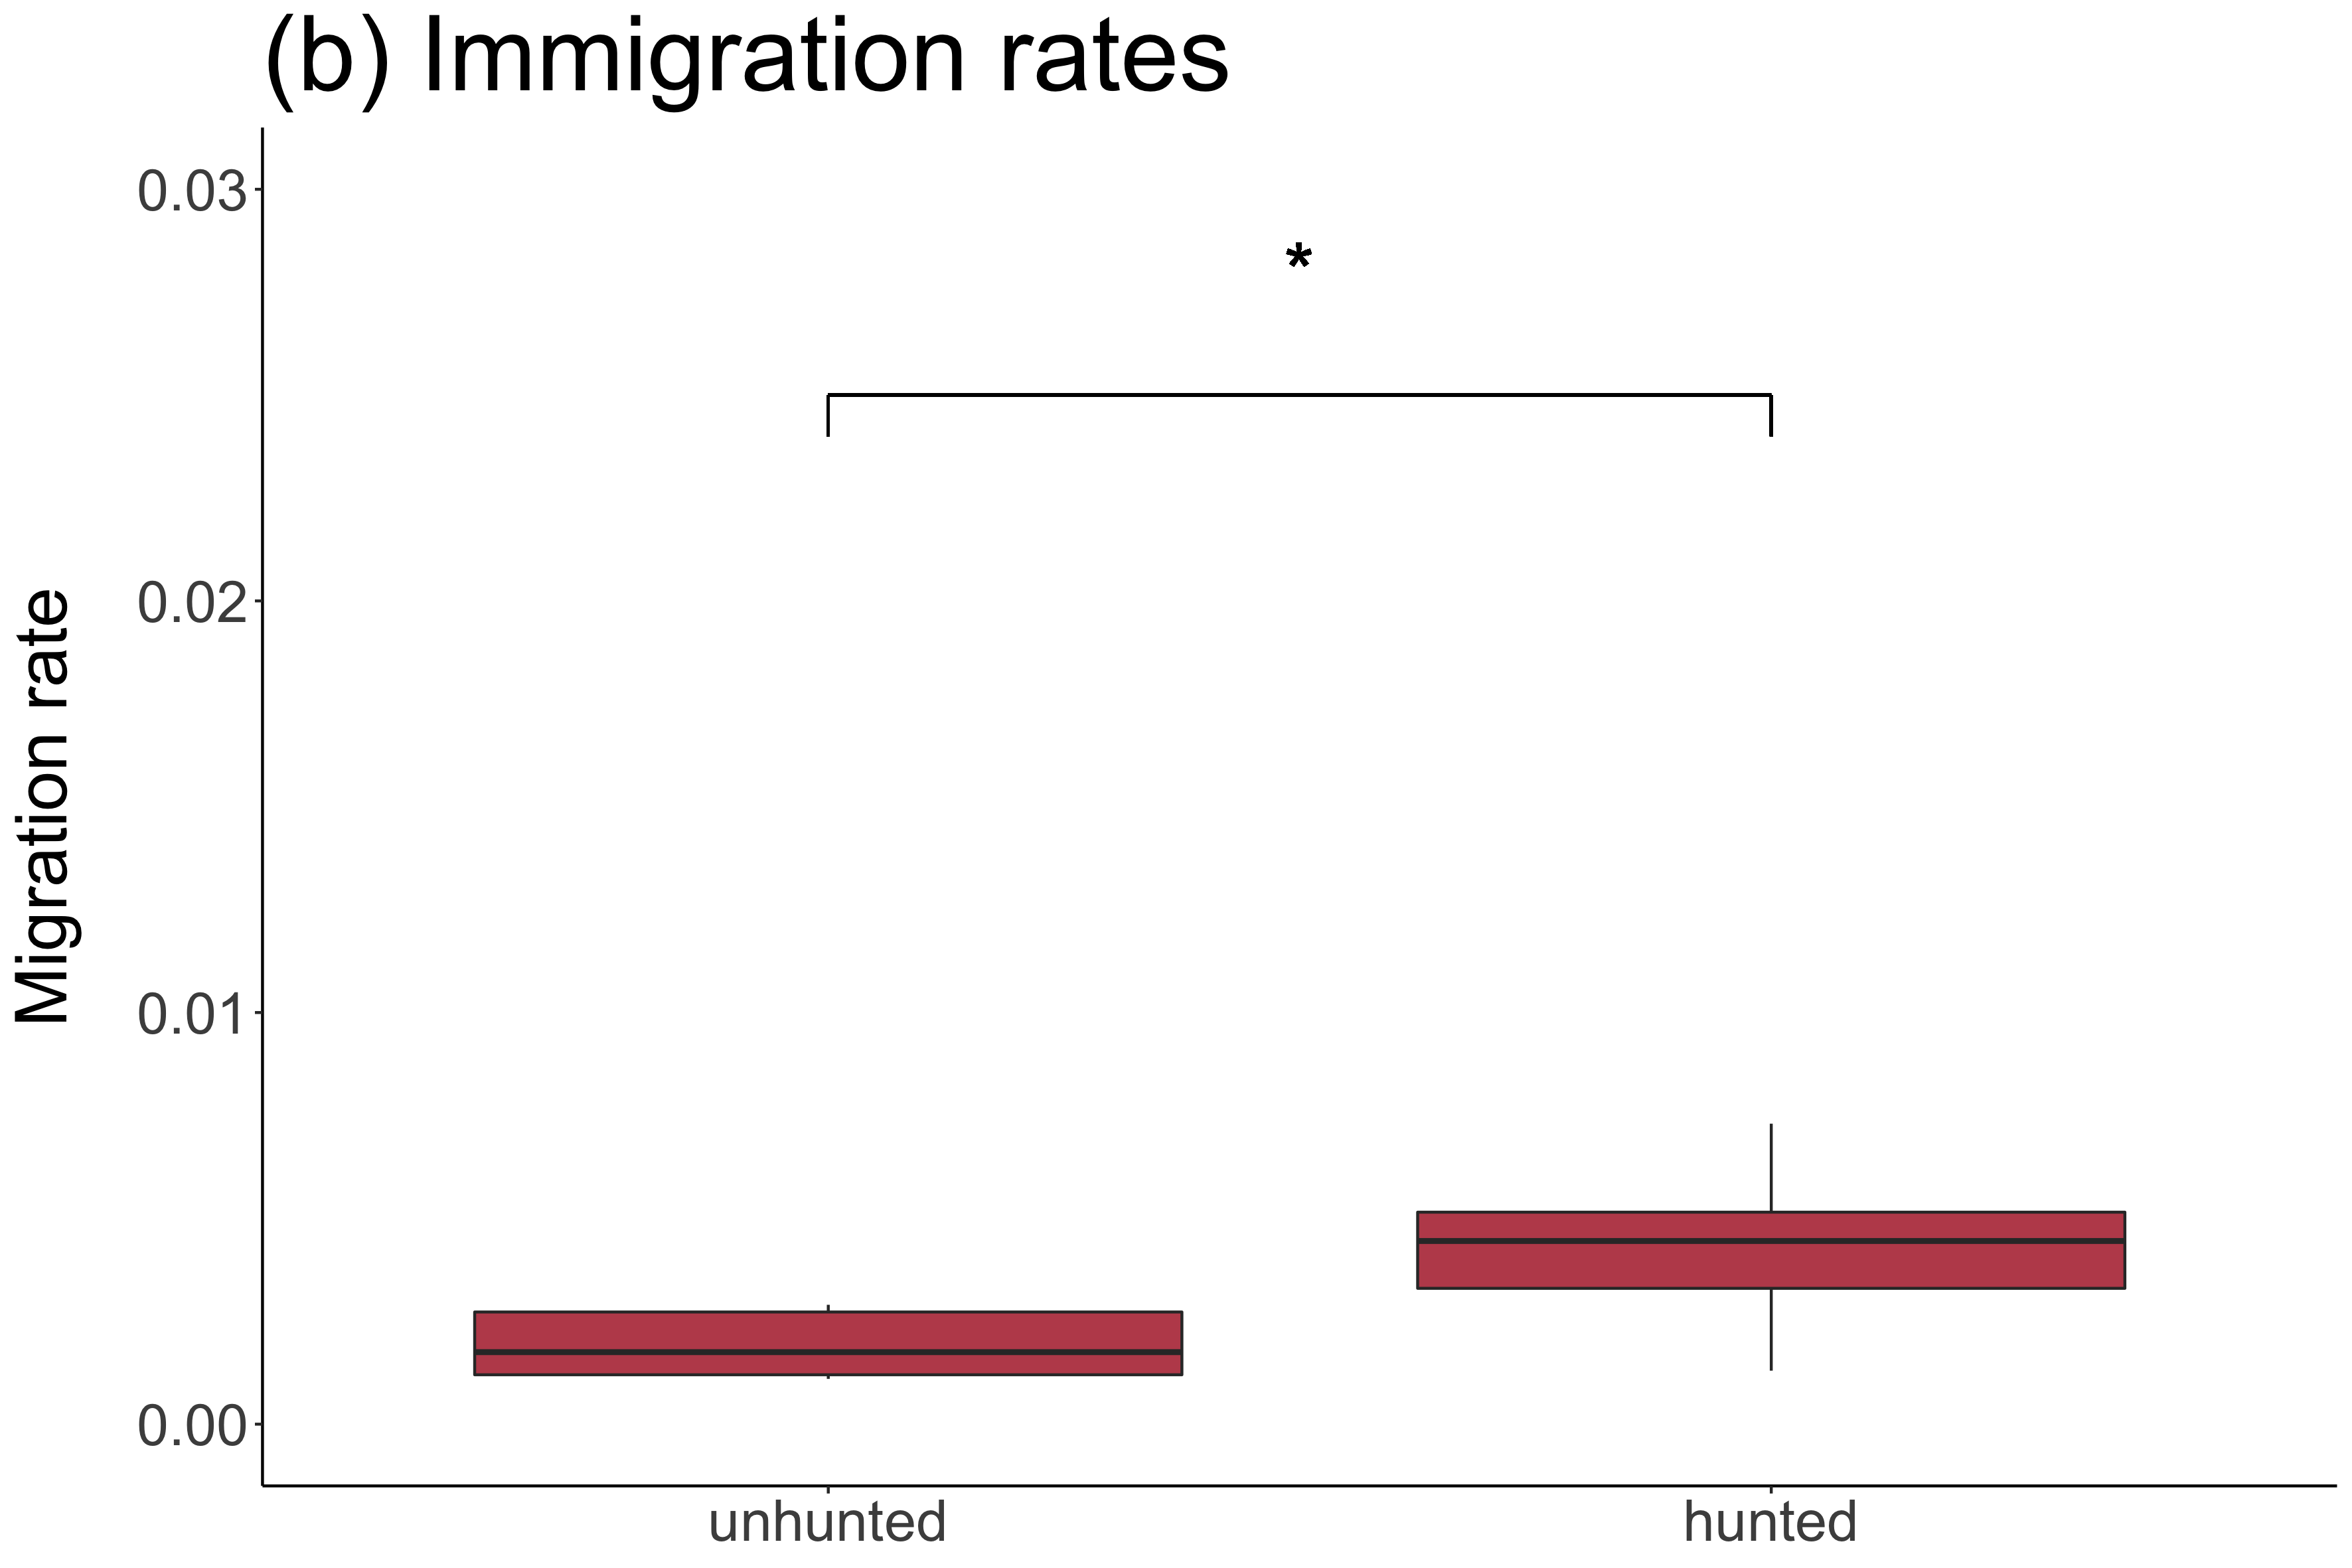 (b) Immigration rates
0.03
*
0.02
Migration rate
0.01
0.00
unhunted hunted